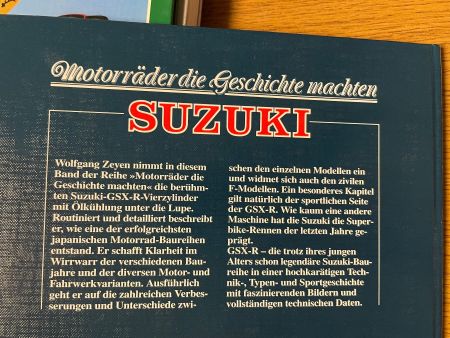 Motorräder die Geschichte machten
SUZUKI
Wolfgang Zeyen nimmt in diesem
Band der Reihe »Motorräder die
Geschichte machten« die berühm-
ten Suzuki-GSX-R-Vierzylinder
mit Ölkühlung unter die Lupe.
Routiniert und detailliert beschreibt
er, wie eine der erfolgreichsten
japanischen Motorrad-Baureihen
entstand. Er schafft Klarheit im
Wirrwarr der verschiedenen Bau-
jahre und der diversen Motor- und
Fahrwerkvarianten. Ausführlich
geht er auf die zahlreichen Verbes-
serungen und Unterschiede zwi-
schen den einzelnen Modellen ein
und widmet sich auch den zivilen
F-Modellen. Ein besonderes Kapitel
gilt natürlich der sportlichen Seite
der GSX-R. Wie kaum eine andere
Maschine hat die Suzuki die Super-
bike-Rennen der letzten Jahre ge-
prägt.
GSX-R – die trotz ihres jungen
Alters schon legendäre Suzuki-Bau-
reihe in einer hochkarätigen Tech-
nik-, Typen- und Sportgeschichte
mit faszinierenden Bildern und
vollständigen technischen Daten.